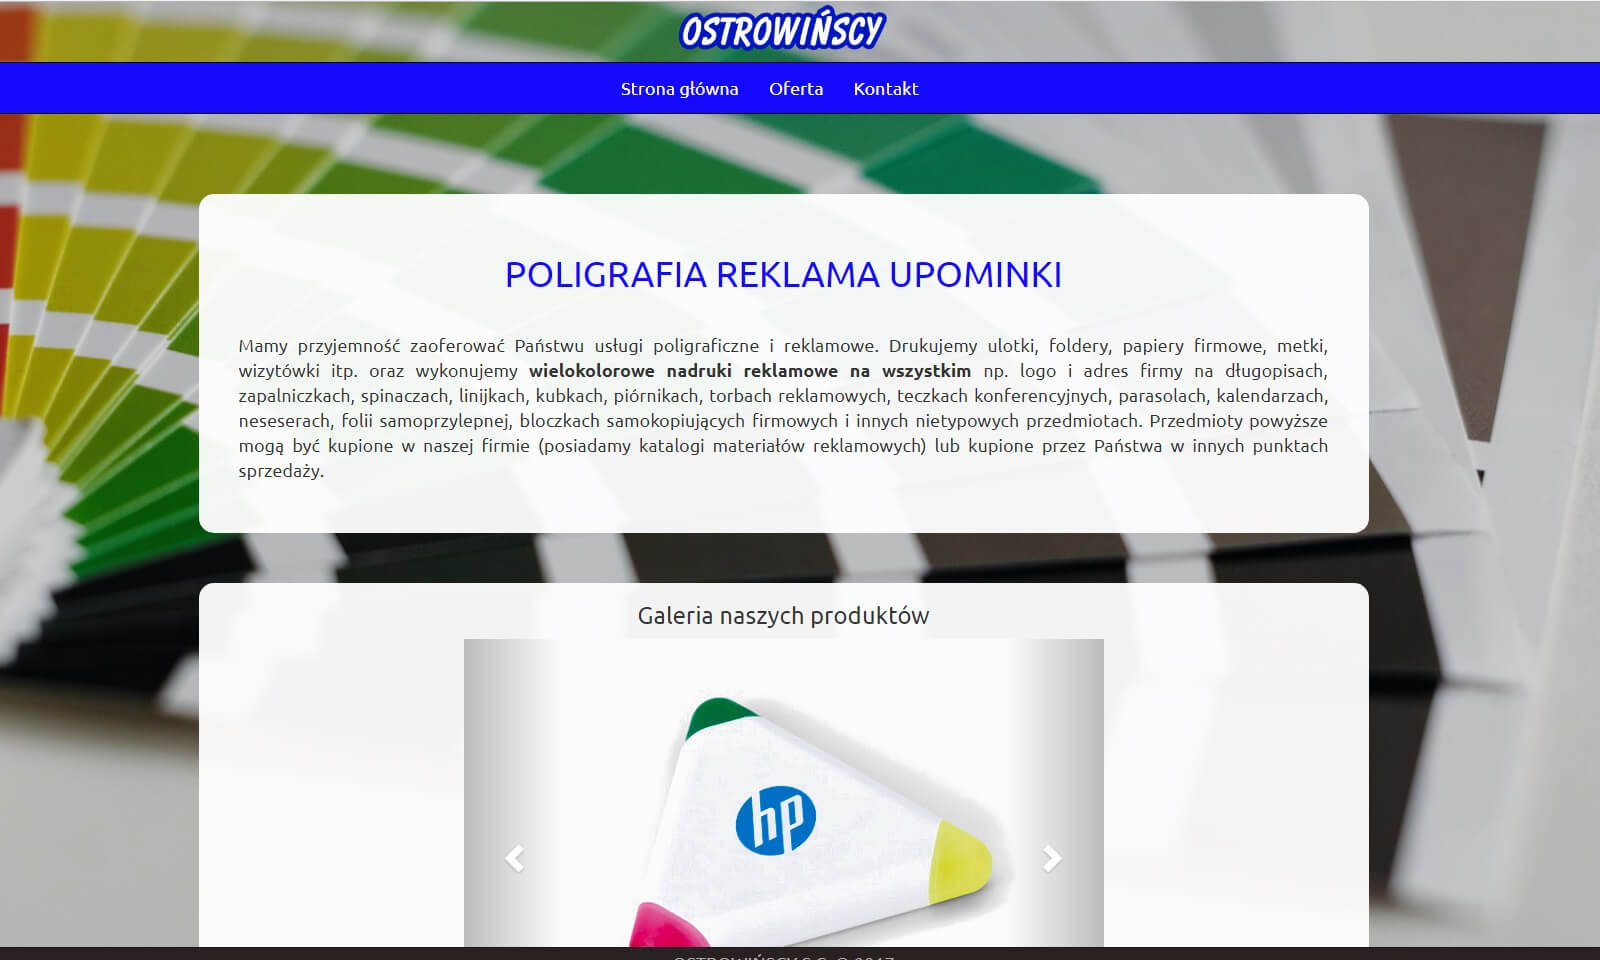 OSTROWIŃSCY
Strona główna Oferta Kontakt
POLIGRAFIA REKLAMA UPOMINKI
Mamy przyjemność zaoferować Państwu usługi poligraficzne i reklamowe. Drukujemy ulotki, foldery, papiery firmowe, metki,
wizytówki itp. oraz wykonujemy wielokolorowe nadruki reklamowe na wszystkim np. logo i adres firmy na długopisach,
zapalniczkach, spinaczach, linijkach, kubkach, piórnikach, torbach reklamowych, teczkach konferencyjnych, parasolach, kalendarzach,
neseserach, folii samoprzylepnej, bloczkach samokopiujących firmowych i innych nietypowych przedmiotach. Przedmioty powyższe
mogą być kupione w naszej firmie (posiadamy katalogi materiałów reklamowych) lub kupione przez Państwa w innych punktach
sprzedaży.
Galeria naszych produktów
hp
OSTROWIŃSCY S.C. © 2017